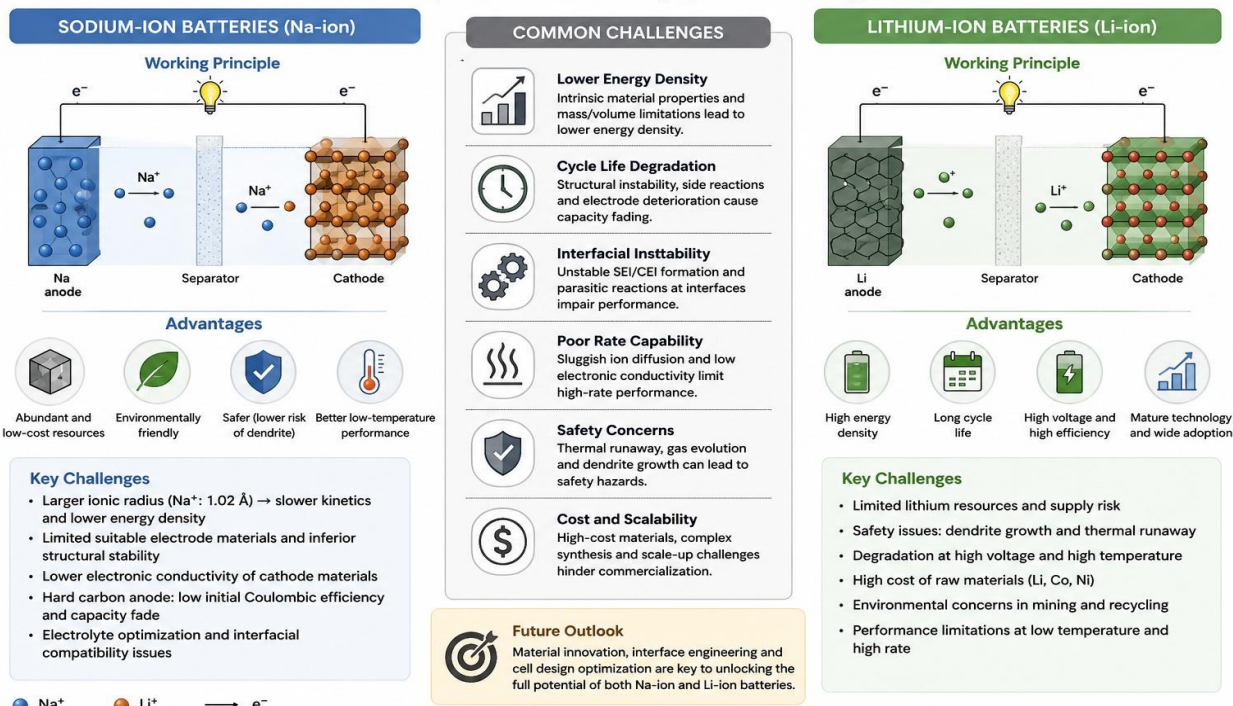 SODIUM-ION BATTERIES (Na-ion)
Working Principle
e⁻
e⁻
Na⁺
Na⁺
Na
anode
Separator
Cathode
Advantages
Abundant and
low-cost resources
Environmentally
friendly
Safer (lower risk
of dendrite)
Better low-temperature
performance
Key Challenges
• Larger ionic radius (Na⁺: 1.02 Å) → slower kinetics
and lower energy density
• Limited suitable electrode materials and inferior
structural stability
• Lower electronic conductivity of cathode materials
• Hard carbon anode: low initial Coulombic efficiency
and capacity fade
• Electrolyte optimization and interfacial
compatibility issues
Na⁺
Li⁺
e⁻
COMMON CHALLENGES
Lower Energy Density
Intrinsic material properties and
mass/volume limitations lead to
lower energy density.
Cycle Life Degradation
Structural instability, side reactions
and electrode deterioration cause
capacity fading.
Interfacial Insttability
Unstable SEI/CEI formation and
parasitic reactions at interfaces
impair performance.
Poor Rate Capability
Sluggish ion diffusion and low
electronic conductivity limit
high-rate performance.
Safety Concerns
Thermal runaway, gas evolution
and dendrite growth can lead to
safety hazards.
Cost and Scalability
High-cost materials, complex
synthesis and scale-up challenges
hinder commercialization.
Future Outlook
Material innovation, interface engineering and
cell design optimization are key to unlocking the
full potential of both Na-ion and Li-ion batteries.
LITHIUM-ION BATTERIES (Li-ion)
Working Principle
e⁻
e⁻
⁺
Li⁺
Li
anode
Separator
Cathode
Advantages
High energy
density
Long cycle
life
High voltage and
high efficiency
Mature technology
and wide adoption
Key Challenges
• Limited lithium resources and supply risk
• Safety issues: dendrite growth and thermal runaway
• Degradation at high voltage and high temperature
• High cost of raw materials (Li, Co, Ni)
• Environmental concerns in mining and recycling
• Performance limitations at low temperature and
high rate